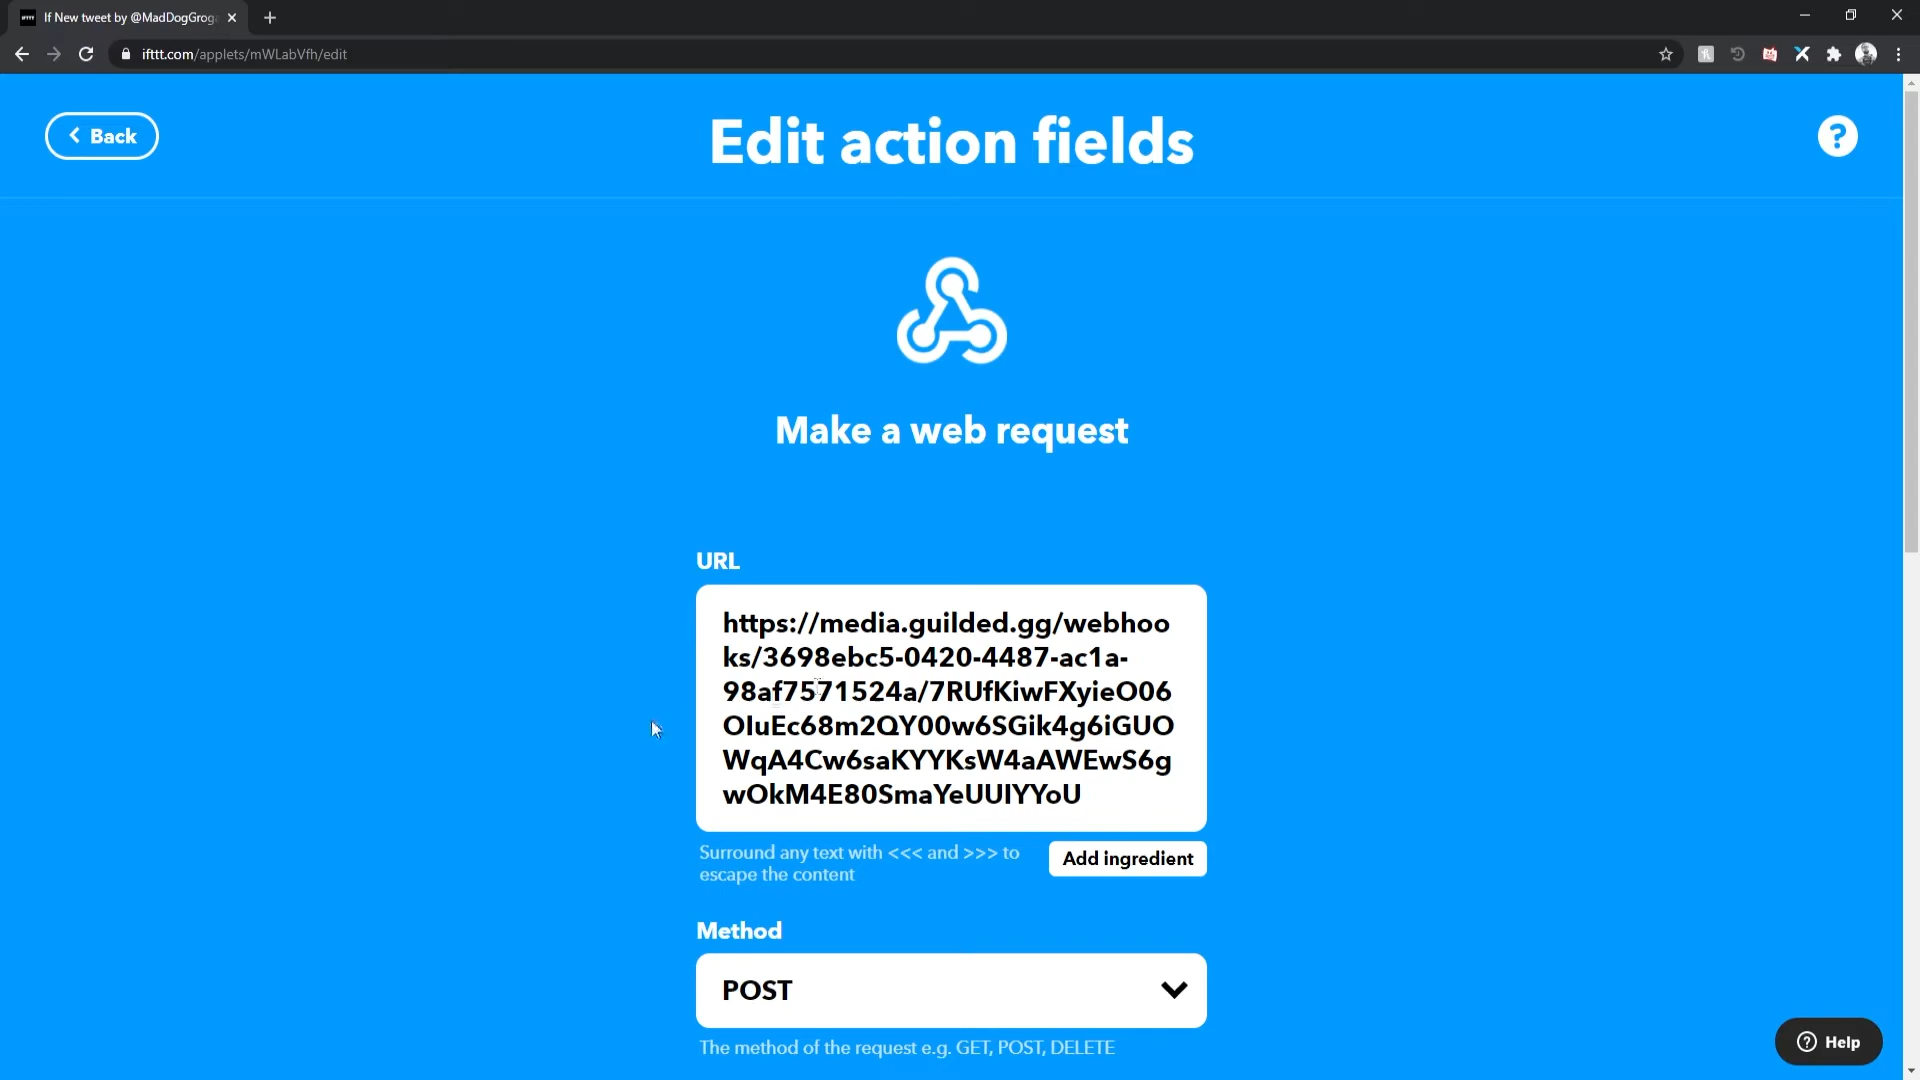 If New tweet by @MadDogGroga
ifttt.com/applets/mWLabVfh/edit
Back
Edit action fields
Make a web request
URL
https://media.guilded.gg/webhoo
ks/3698ebc5-0420-4487-ac1a-
98af7571524a/7RUfKiwFXyieO06
OIuEc68m2QY00w6SGik4g6iGUO
WqA4Cw6saKYYKsW4aAWEwS6g
wOkM4E80SmaYeUUIYYoU
Surround any text with <<< and >>> to
escape the content
Add ingredient
Method
POST
The method of the request e.g. GET, POST, DELETE
Help